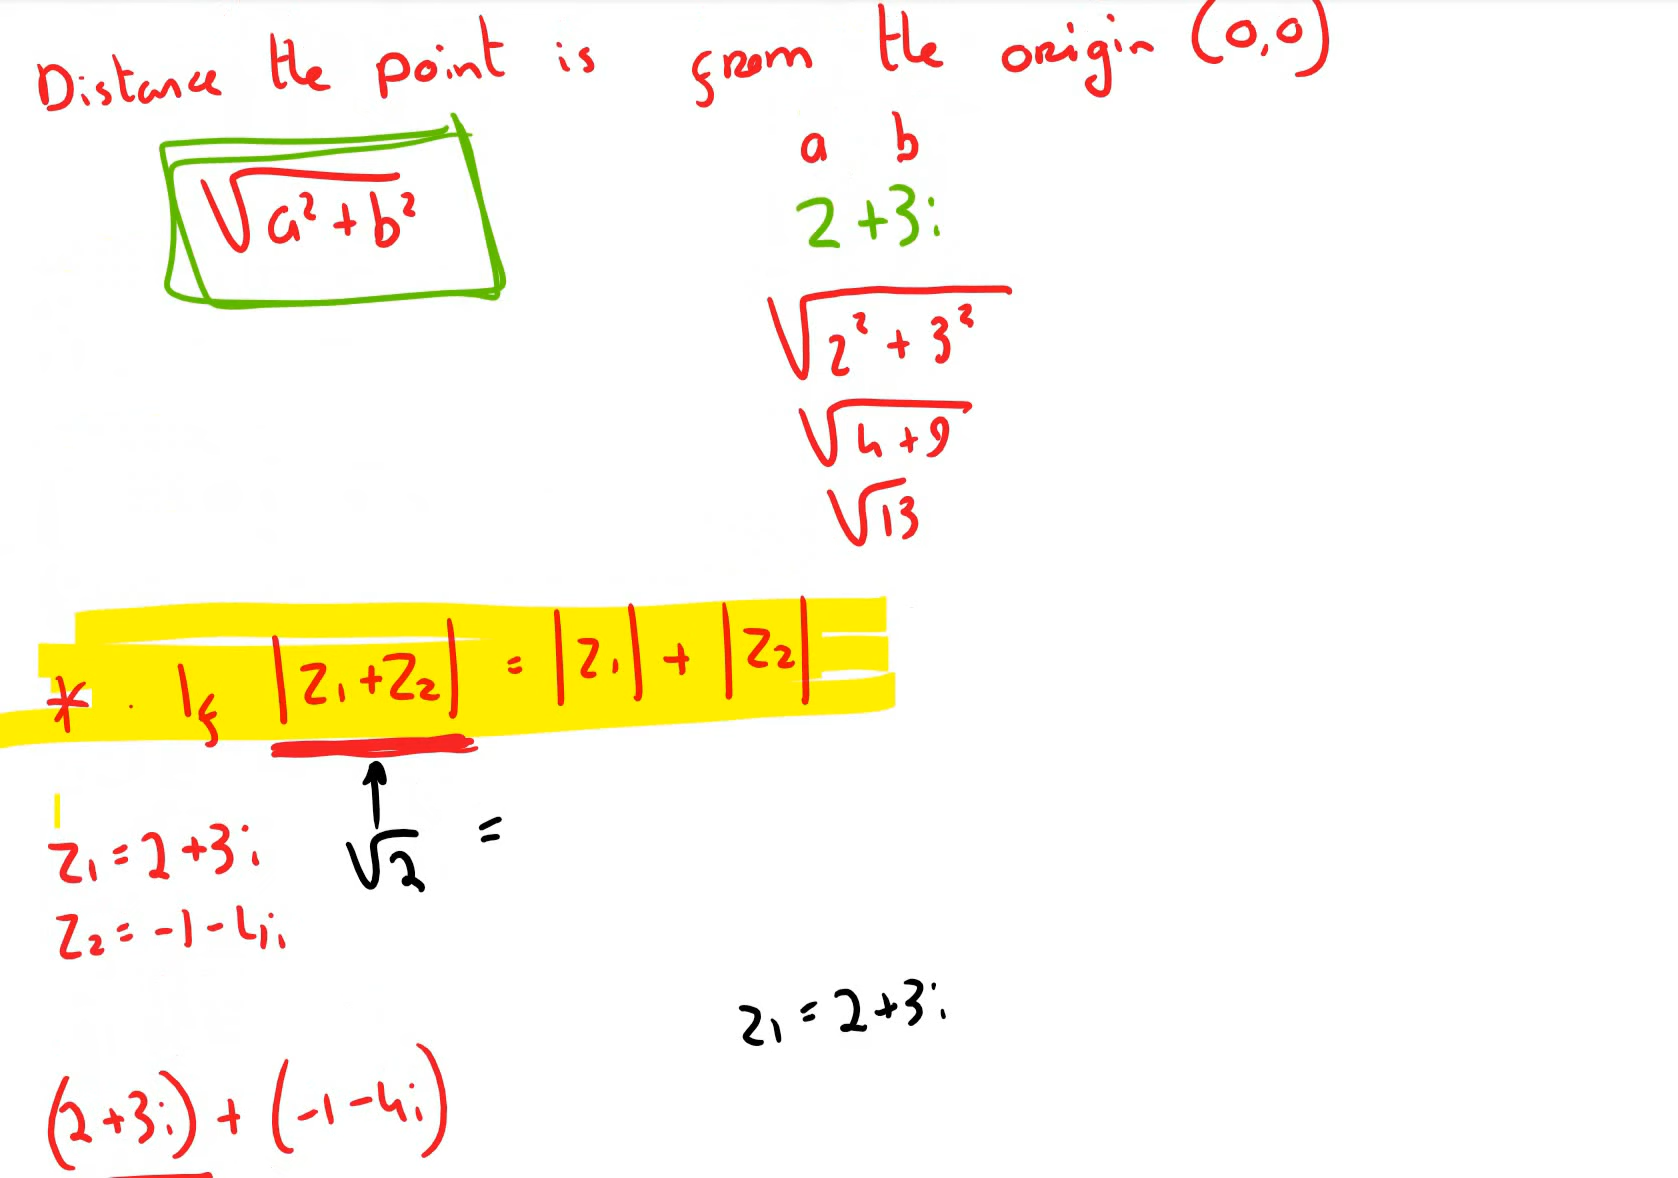 Distance the point is from the origin (0,0)
√a² + b²
a b
2 + 3i
√2² + 3²
√4 + 9
√13
* . If |Z₁ + Z₂| = |Z₁| + |Z₂|
Z₁ = 2 + 3i
√2 =
Z₂ = -1 - 4i
Z₁ = 2 + 3i
(2 + 3i) + (-1 - 4i)